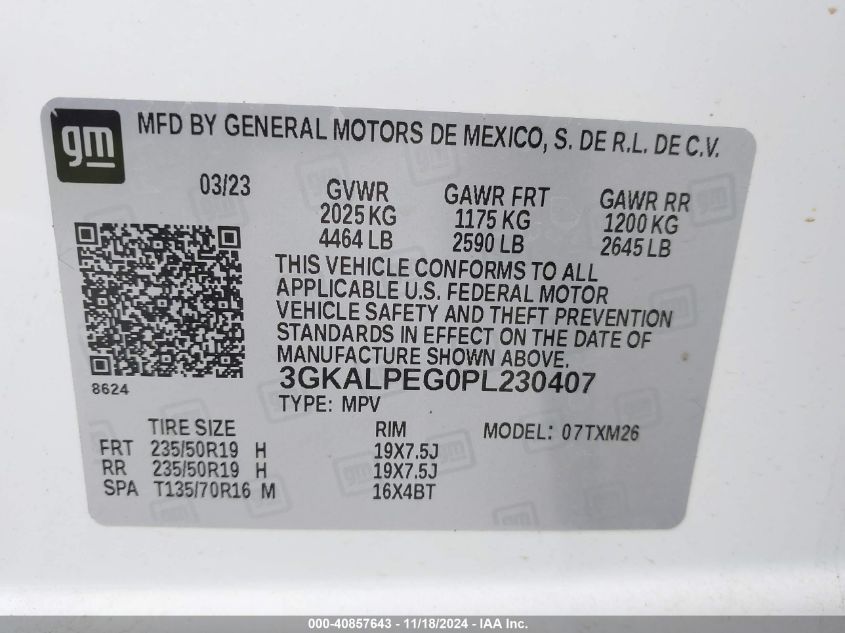 gm
MFD BY GENERAL MOTORS DE MEXICO, S. DE R.L. DE C.V.
03/23
GVWR
2025 KG
4464 LB
GAWR FRT
1175 KG
2590 LB
GAWR RR
1200 KG
2645 LB
THIS VEHICLE CONFORMS TO ALL
APPLICABLE U.S. FEDERAL MOTOR
VEHICLE SAFETY AND THEFT PREVENTION
STANDARDS IN EFFECT ON THE DATE OF
MANUFACTURE SHOWN ABOVE.
8624
3GKALPEG0PL230407
TYPE: MPV
TIRE SIZE RIM MODEL: 07TXM26
FRT 235/50R19 H 19X7.5J
RR 235/50R19 H 19X7.5J
SPA T135/70R16 M 16X4BT
000-40857643 - 11/18/2024 - IAA Inc.